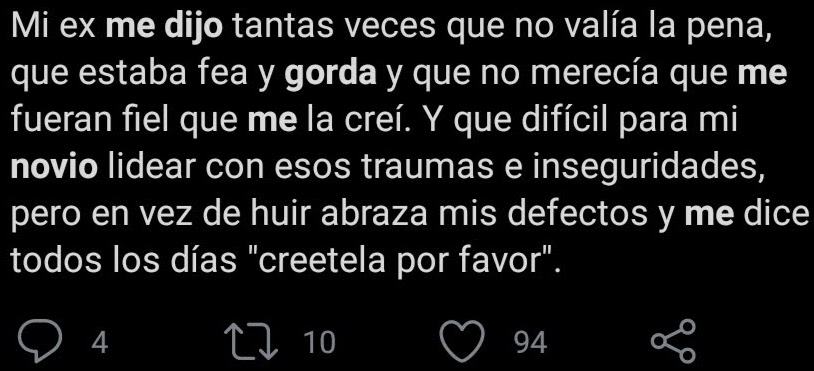 Mi ex me dijo tantas veces que no valía la pena,
que estaba fea y gorda y que no merecía que me
fueran fiel que me la creí. Y que difícil para mi
novio lidear con esos traumas e inseguridades,
pero en vez de huir abraza mis defectos y me dice
todos los días "creetela por favor".
4 10 94